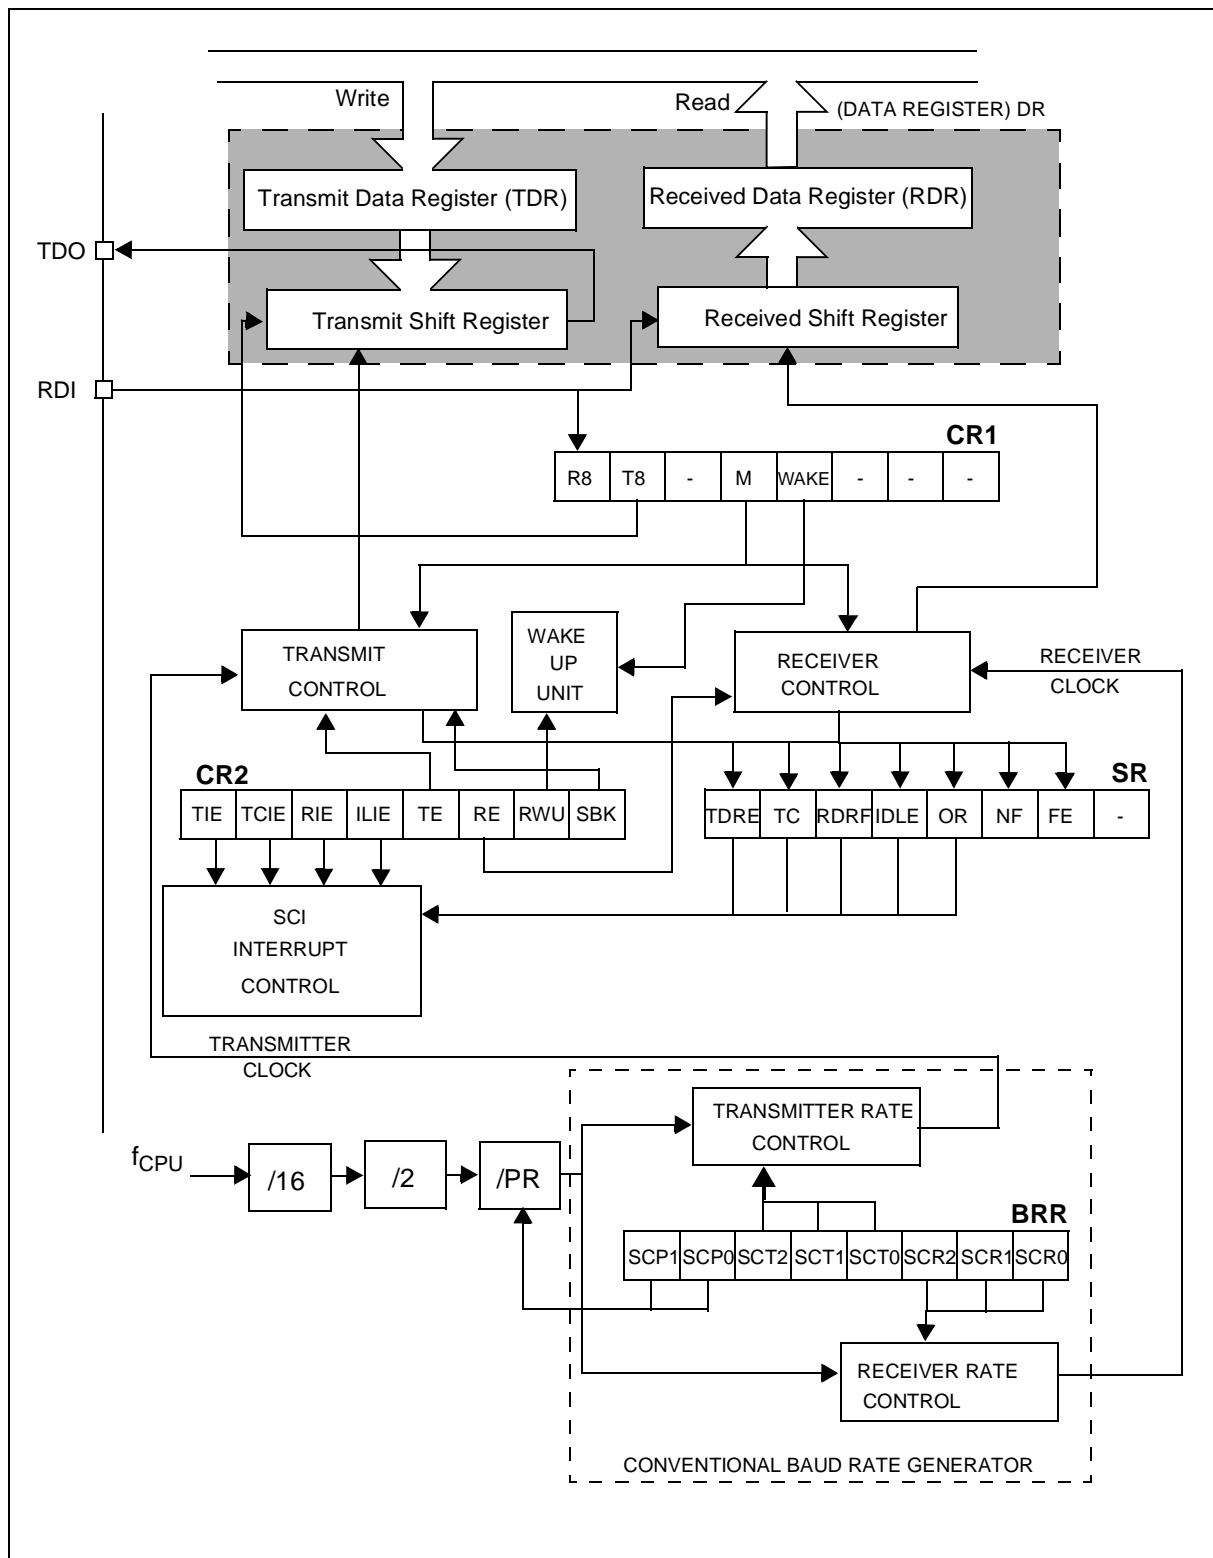 Write
Read
(DATA REGISTER) DR
Transmit Data Register (TDR)
Received Data Register (RDR)
TDO
Transmit Shift Register
Received Shift Register
RDI
CR1
R8 T8 - M WAKE - - -
TRANSMIT
CONTROL
WAKE
UP
UNIT
RECEIVER
CONTROL
RECEIVER
CLOCK
CR2
SR
TIE TCIE RIE ILIE TE RE RWU SBK
TDRE TC RDRF IDLE OR NF FE -
SCI
INTERRUPT
CONTROL
TRANSMITTER
CLOCK
TRANSMITTER RATE
CONTROL
fCPU
/16
/2
/PR
BRR
SCP1 SCP0 SCT2 SCT1 SCT0 SCR2 SCR1 SCR0
RECEIVER RATE
CONTROL
CONVENTIONAL BAUD RATE GENERATOR